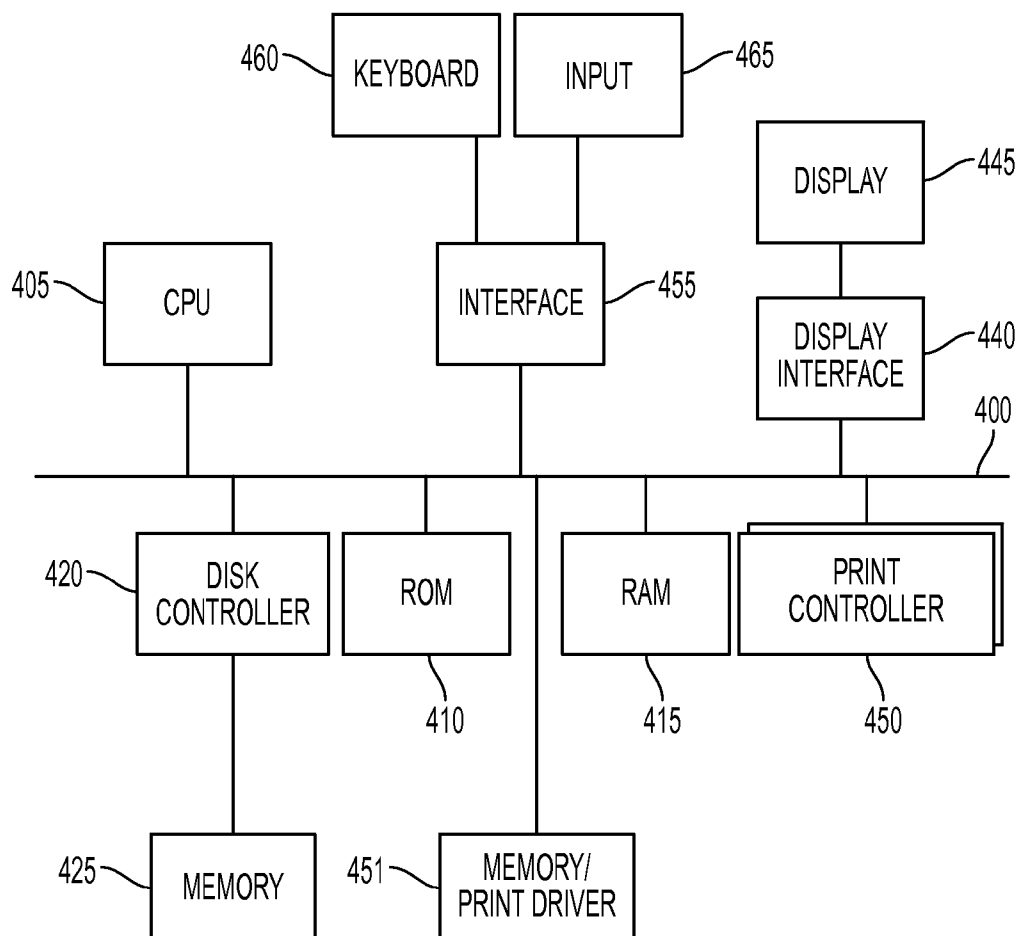 460
KEYBOARD
INPUT
465
DISPLAY
445
405
CPU
INTERFACE
455
DISPLAY
INTERFACE
440
400
420
DISK
CONTROLLER
ROM
RAM
PRINT
CONTROLLER
410
415
450
425
MEMORY
451
MEMORY/
PRINT DRIVER